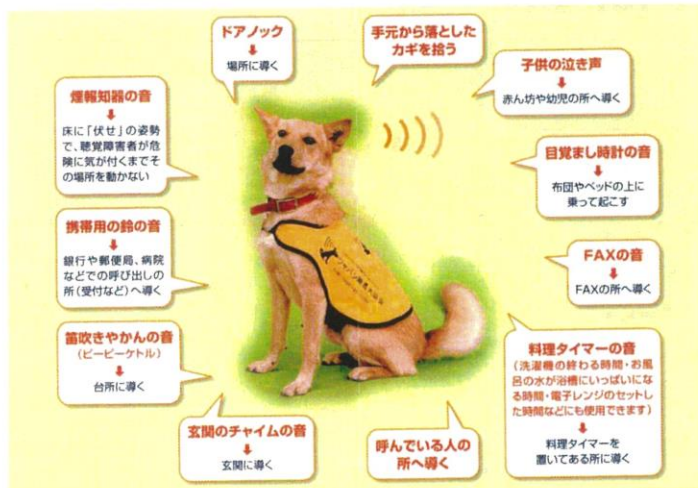 ドアノック
↓
場所に導く
手元から落とした
カギを拾う
子供の泣き声
↓
赤ん坊や幼児の所へ導く
煙報知器の音
↓
床に「伏せ」の姿勢
で、聴覚障害者が危
険に気が付くまでそ
の場所を動かない
目覚まし時計の音
↓
布団やベッドの上に
乗って起こす
携帯用の鈴の音
↓
銀行や郵便局、病院
などでの呼び出しの
所(受付など)へ導く
FAXの音
↓
FAXの所へ導く
笛吹きやかんの音
(ピーピーケトル)
↓
台所に導く
料理タイマーの音
(洗濯機の終わる時間・お風
呂の水が浴槽にいっぱいにな
る時間・電子レンジのセットし
た時間などにも使用できます)
↓
料理タイマーを
置いてある所に導く
玄関のチャイムの音
↓
玄関に導く
呼んでいる人の
所へ導く